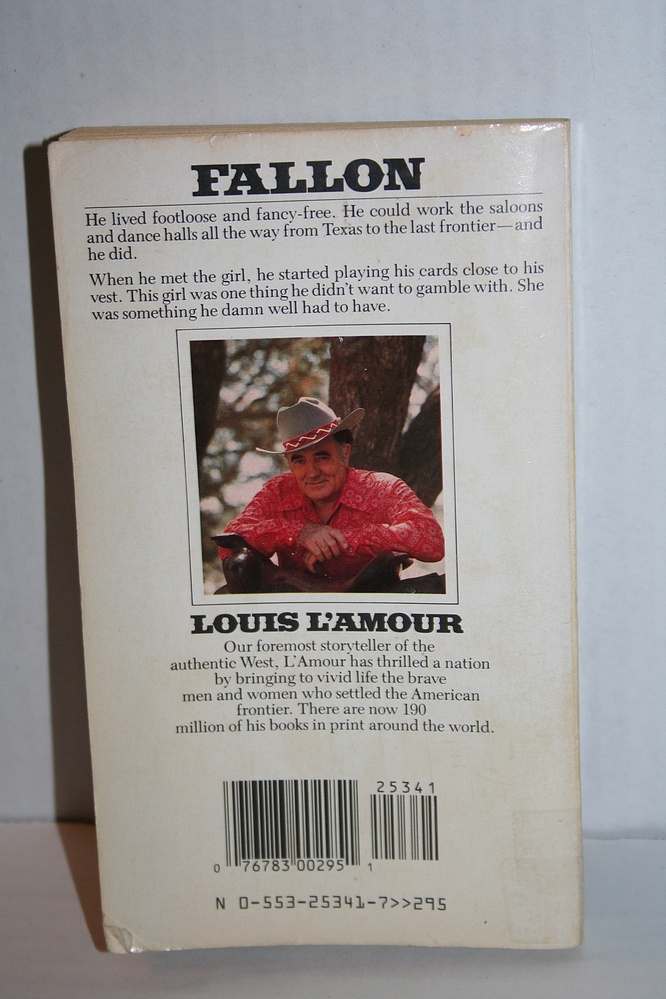 FALLON
He lived footloose and fancy-free. He could work the saloons
and dance halls all the way from Texas to the last frontier—and
he did.
When he met the girl, he started playing his cards close to his
vest. This girl was one thing he didn't want to gamble with. She
was something he damn well had to have.
LOUIS L'AMOUR
Our foremost storyteller of the
authentic West, L'Amour has thrilled a nation
by bringing to vivid life the brave
men and women who settled the American
frontier. There are now 190
million of his books in print around the world.
25341
0 76783 00295 1
N 0-553-25341-7>>295